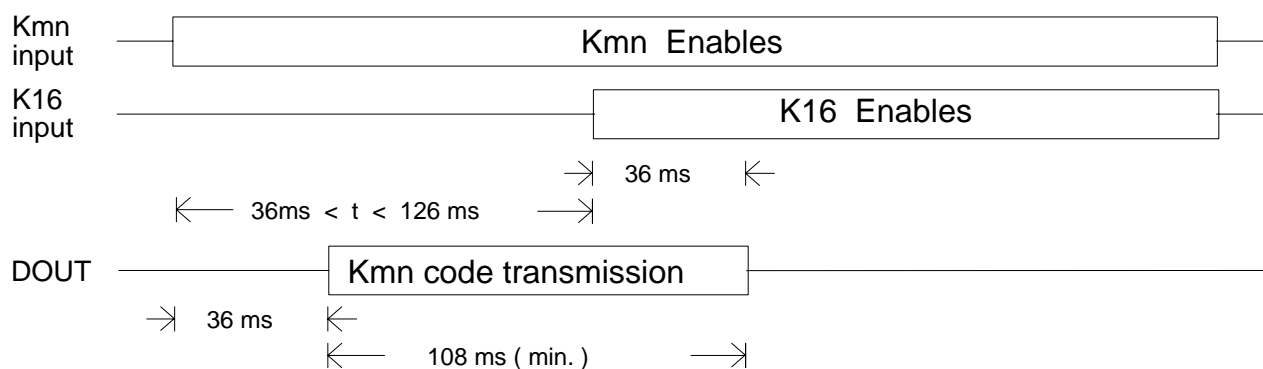 Kmn
input
Kmn Enables
K16
input
K16 Enables
36 ms
36ms < t < 126 ms
DOUT
Kmn code transmission
36 ms
108 ms ( min. )